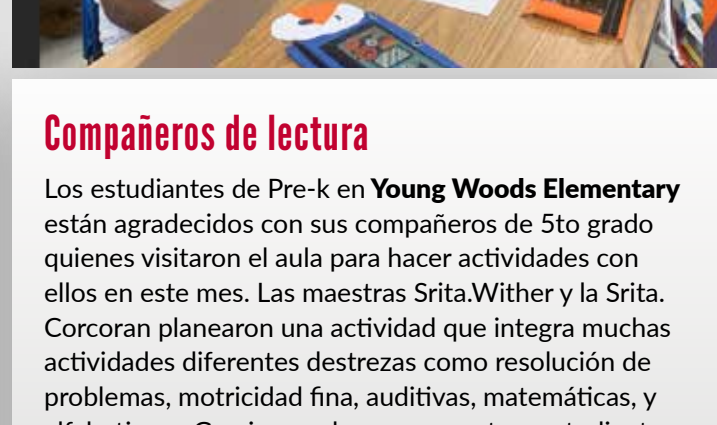 Compañeros de lectura
Los estudiantes de Pre-k en Young Woods Elementary
están agradecidos con sus compañeros de 5to grado
quienes visitaron el aula para hacer actividades con
ellos en este mes. Las maestras Srita.Wither y la Srita.
Corcoran planearon una actividad que integra muchas
actividades diferentes destrezas como resolución de
problemas, motricidad fina, auditivas, matemáticas, y